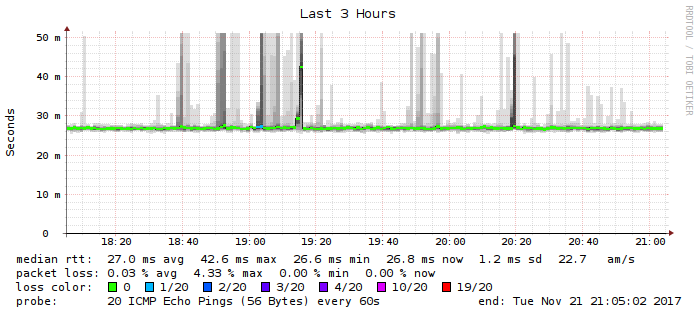 Last 3 Hours
RRDTOOL / TOBI OETIKER
Seconds
50 m
40 m
30 m
20 m
10 m
0
18:20 18:40 19:00 19:20 19:40 20:00 20:20 20:40 21:00
median rtt: 27.0 ms avg 42.6 ms max 26.6 ms min 26.8 ms now 1.2 ms sd 22.7 am/s
packet loss: 0.03 % avg 4.33 % max 0.00 % min 0.00 % now
loss color: 0 1/20 2/20 3/20 4/20 10/20 19/20
probe: 20 ICMP Echo Pings (56 Bytes) every 60s end: Tue Nov 21 21:05:02 2017